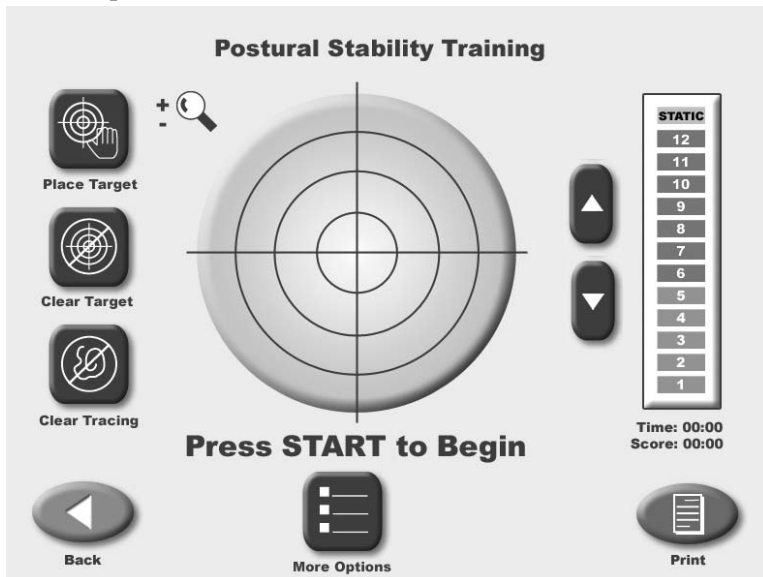 Postural Stability Training
+
-
Place Target
Clear Target
Clear Tracing
STATIC
12
11
10
9
8
7
6
5
4
3
2
1
Time: 00:00
Score: 00:00
Press START to Begin
Back
More Options
Print